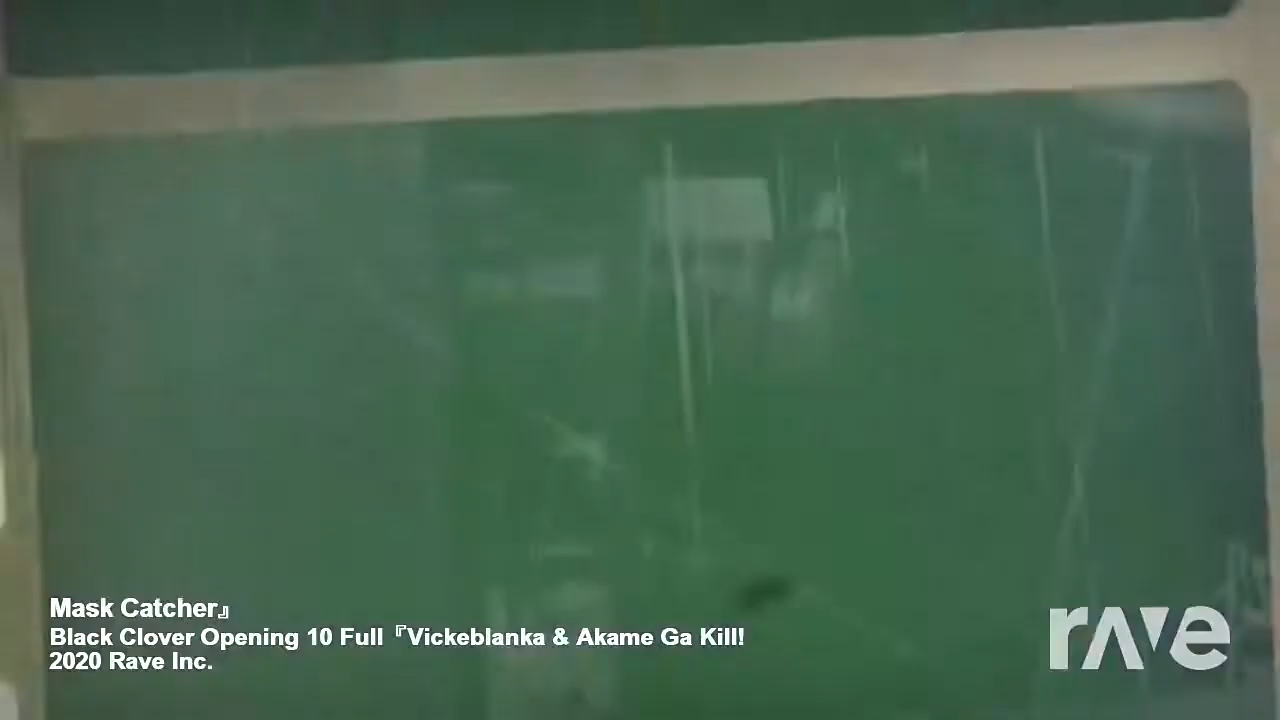 Mask Catcher』
Black Clover Opening 10 Full『Vickeblanka & Akame Ga Kill!
2020 Rave Inc.
rave